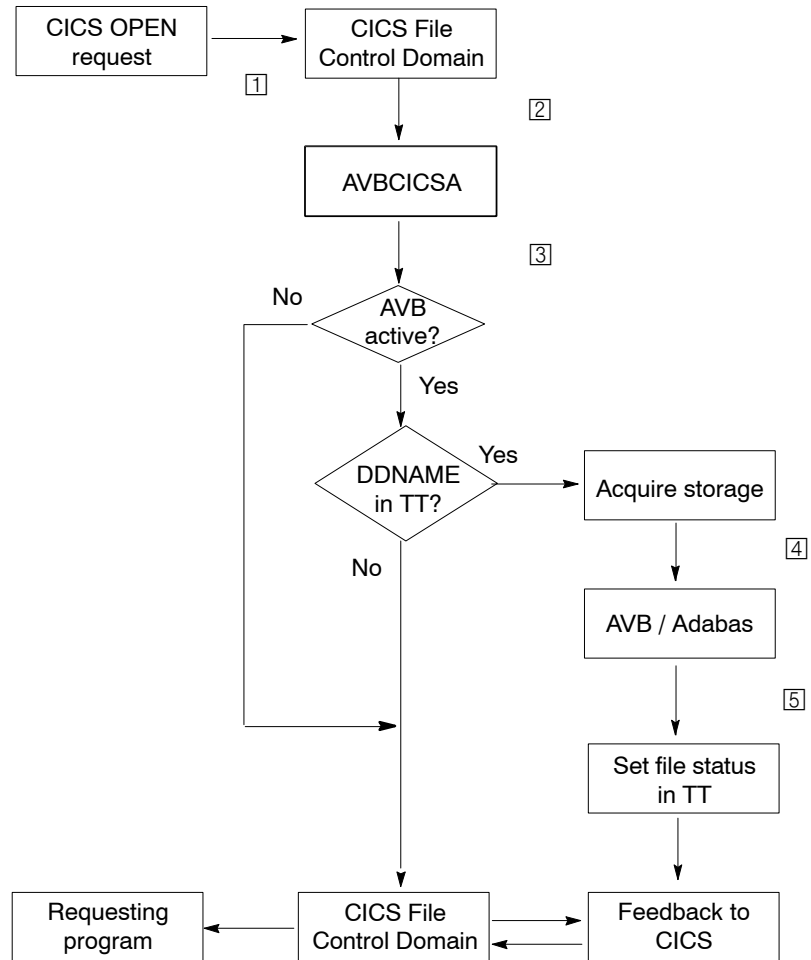 CICS OPEN
request
CICS File
Control Domain
1
2
AVBCICSA
3
No
AVB
active?
Yes
DDNAME
in TT?
Yes
Acquire storage
No
4
AVB / Adabas
5
Set file status
in TT
Requesting
program
CICS File
Control Domain
Feedback to
CICS